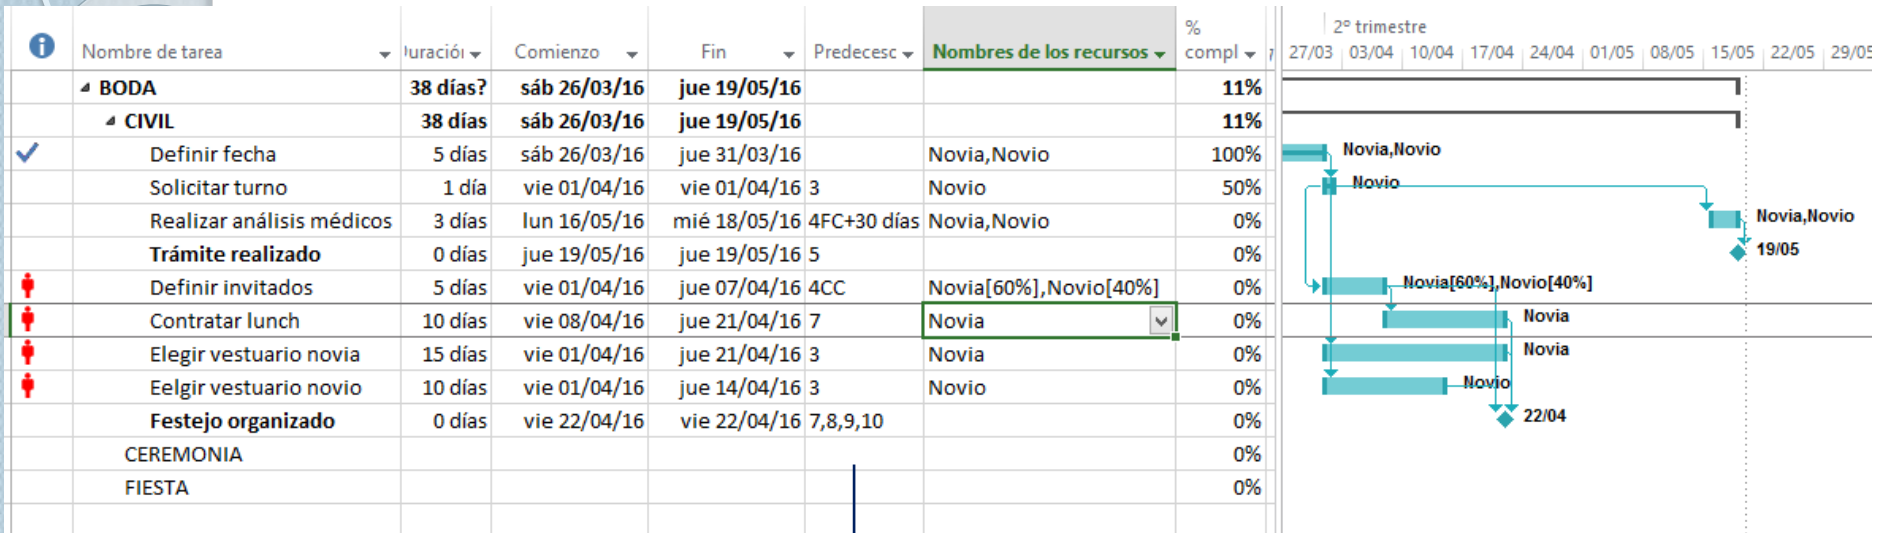 2º trimestre
Nombre de tarea Comienzo Fin Predecesc Nombres de los recursos % compl 27/03 03/04 10/04 17/04 24/04 01/05 08/05 15/05 22/05 29/05
BODA 38 días? sáb 26/03/16 jue 19/05/16 11%
CIVIL 38 días sáb 26/03/16 jue 19/05/16 11%
Definir fecha 5 días sáb 26/03/16 jue 31/03/16 Novia,Novio 100% Novia,Novio
Solicitar turno 1 día vie 01/04/16 vie 01/04/16 3 Novio 50% Novio
Realizar análisis médicos 3 días lun 16/05/16 mié 18/05/16 4FC+30 días Novia,Novio 0% Novia,Novio
Trámite realizado 0 días jue 19/05/16 jue 19/05/16 5 0% 19/05
Definir invitados 5 días vie 01/04/16 jue 07/04/16 4CC Novia[60%],Novio[40%] 0% Novia[60%],Novio[40%]
Contratar lunch 10 días vie 08/04/16 jue 21/04/16 7 Novia 0% Novia
Elegir vestuario novia 15 días vie 01/04/16 jue 21/04/16 3 Novia 0% Novia
Eelgir vestuario novio 10 días vie 01/04/16 jue 14/04/16 3 Novio 0% Novio
Festejo organizado 0 días vie 22/04/16 vie 22/04/16 7,8,9,10 0% 22/04
CEREMONIA 0%
FIESTA 0%